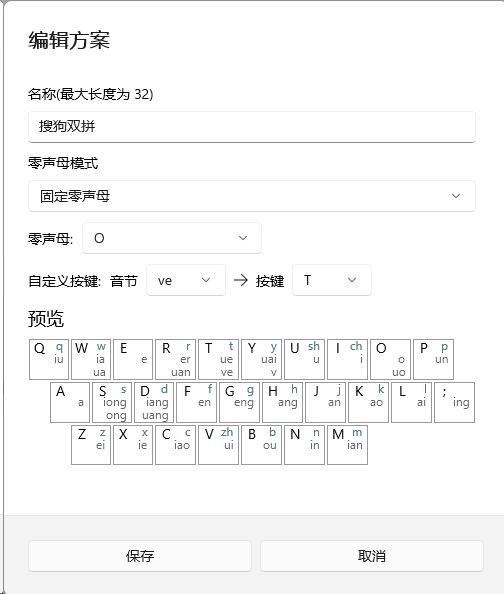 编辑方案
名称(最大长度为 32)
搜狗双拼
零声母模式
固定零声母
零声母: O
自定义按键: 音节 ve → 按键 T
预览
Q q iu W w ia ua E e R r er uan T t ue ve Y y uai v U sh u I ch i O o uo P p un
A a S s iong ong D d iang uang F f en G g eng H h ang J j an K k ao L l ai ; ing
Z z ei X x ie C c iao V zh ui B b ou N n in M m ian
保存 取消